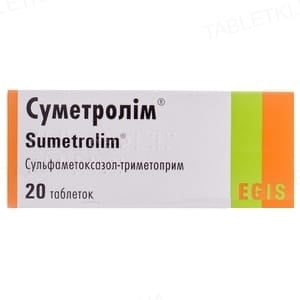 Суметролім®
Sumetrolim®
Сульфаметоксазол-триметоприм
20 таблеток
EGIS